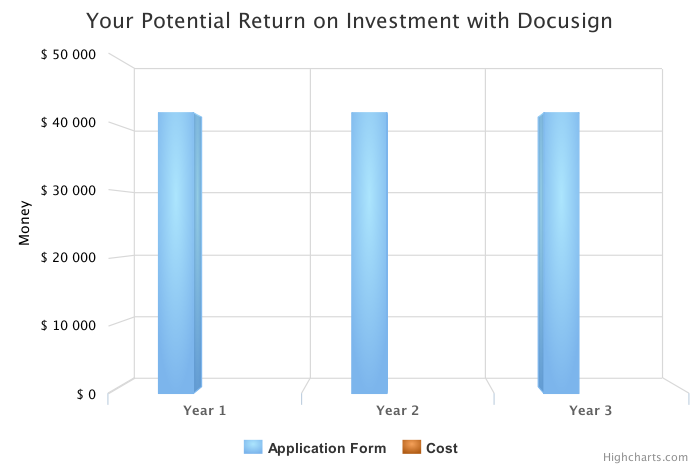 Your Potential Return on Investment with Docusign
$ 50 000
$ 40 000
$ 30 000
$ 20 000
$ 10 000
$ 0
Money
Year 1
Year 2
Year 3
Application Form
Cost
Highcharts.com